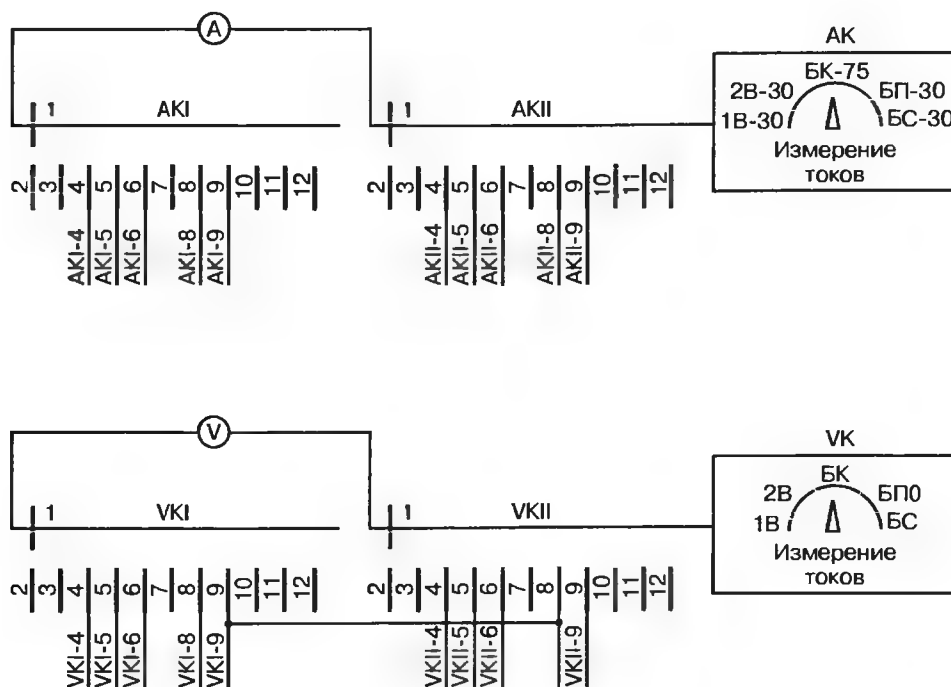 A
1 AKI
2 3 4 5 6 7 8 9 10 11 12
AKI-4 AKI-5 AKI-6 AKI-8 AKI-9
1 AKII
2 3 4 5 6 7 8 9 10 11 12
AKII-4 AKII-5 AKII-6 AKII-8 AKII-9
АК
БК-75
2В-30 БП-30
1В-30 БС-30
Измерение
токов
V
1 VKI
2 3 4 5 6 7 8 9 10 11 12
VKI-4 VKI-5 VKI-6 VKI-8 VKI-9
1 VKII
2 3 4 5 6 7 8 9 10 11 12
VKII-4 VKII-5 VKII-6 VKII-9
VK
БК
2В БП0
1В БС
Измерение
токов